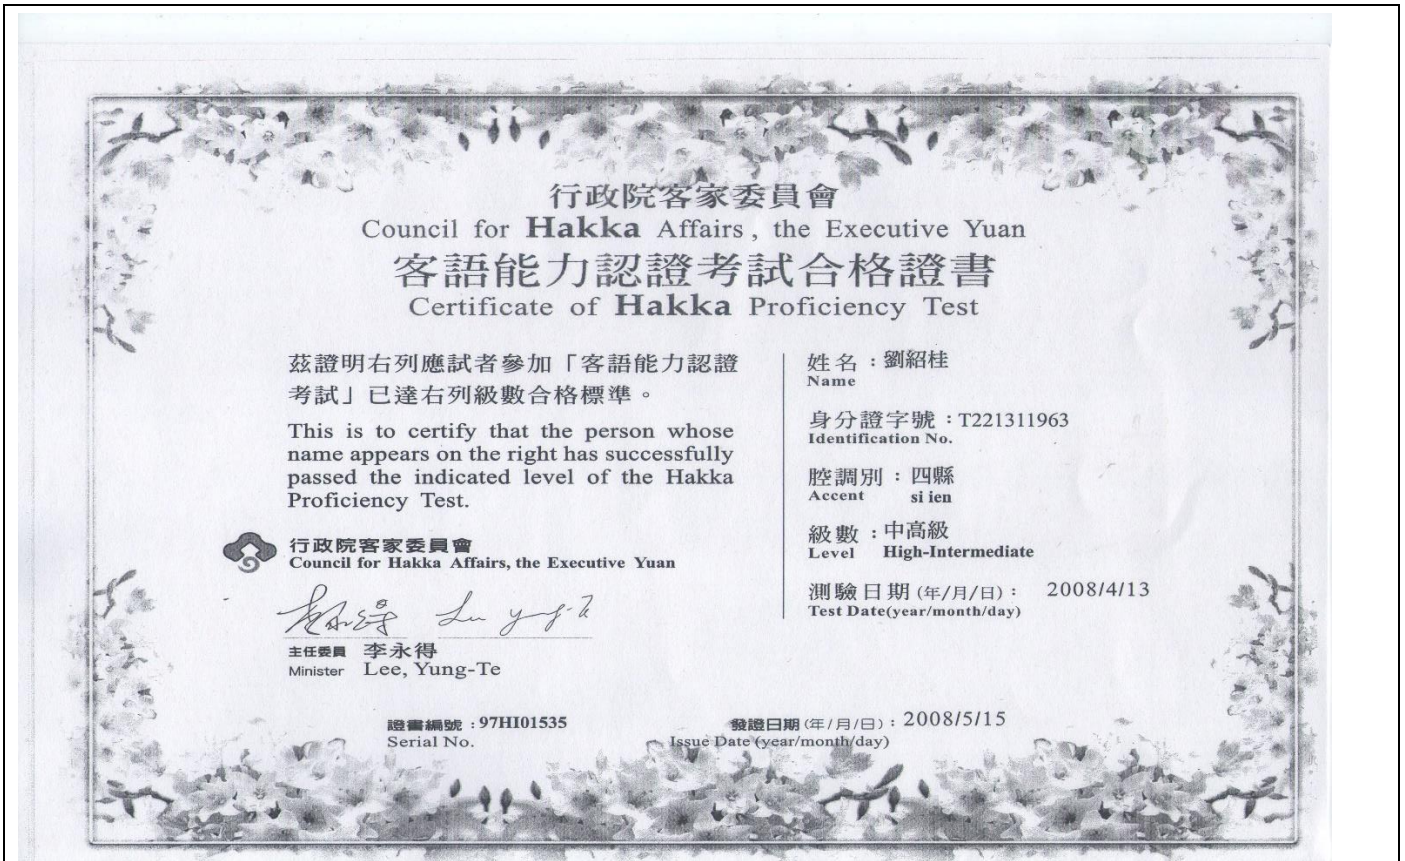 行政院客家委員會
Council for Hakka Affairs, the Executive Yuan
客語能力認證考試合格證書
Certificate of Hakka Proficiency Test
茲證明右列應試者參加「客語能力認證
考試」已達右列級數合格標準。
This is to certify that the person whose
name appears on the right has successfully
passed the indicated level of the Hakka
Proficiency Test.
行政院客家委員會
Council for Hakka Affairs, the Executive Yuan
主任委員 李永得
Minister Lee, Yung-Te
姓名：劉紹桂
Name
身分證字號：T221311963
Identification No.
腔調別：四縣
Accent si ien
級數：中高級
Level High-Intermediate
測驗日期(年/月/日)： 2008/4/13
Test Date(year/month/day)
證書編號：97HI01535
Serial No.
發證日期(年/月/日)：2008/5/15
Issue Date (year/month/day)